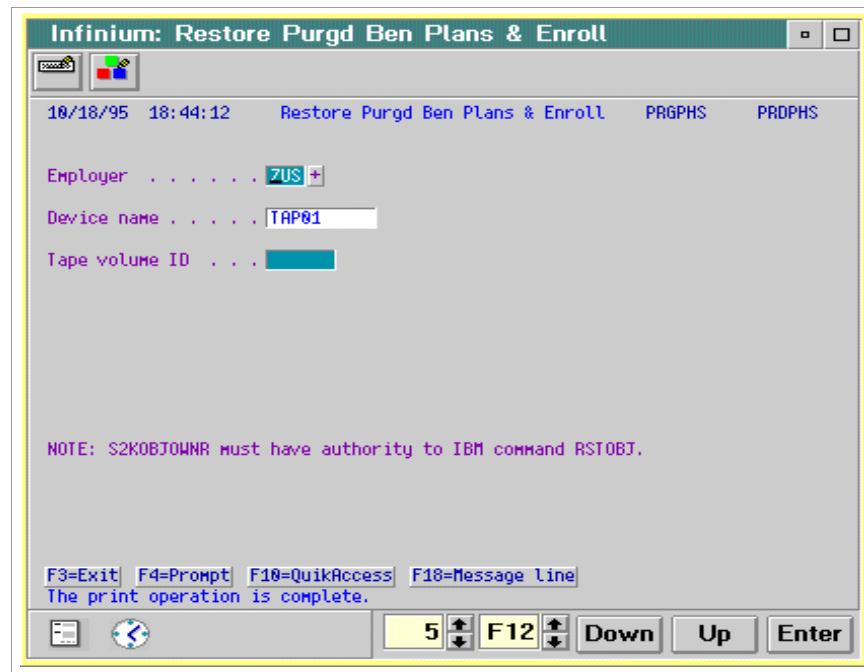 Infinium: Restore Purgd Ben Plans & Enroll
10/18/95 18:44:12 Restore Purgd Ben Plans & Enroll PRGPHS PRDPHS
Employer . . . . . . ZUS +
Device name . . . . . TAP01
Tape volume ID . . .
NOTE: S2KOBJOWNR must have authority to IBM command RSTOBJ.
F3=Exit F4=Prompt F10=QuikAccess F18=Message line
The print operation is complete.
5 F12 Down Up Enter